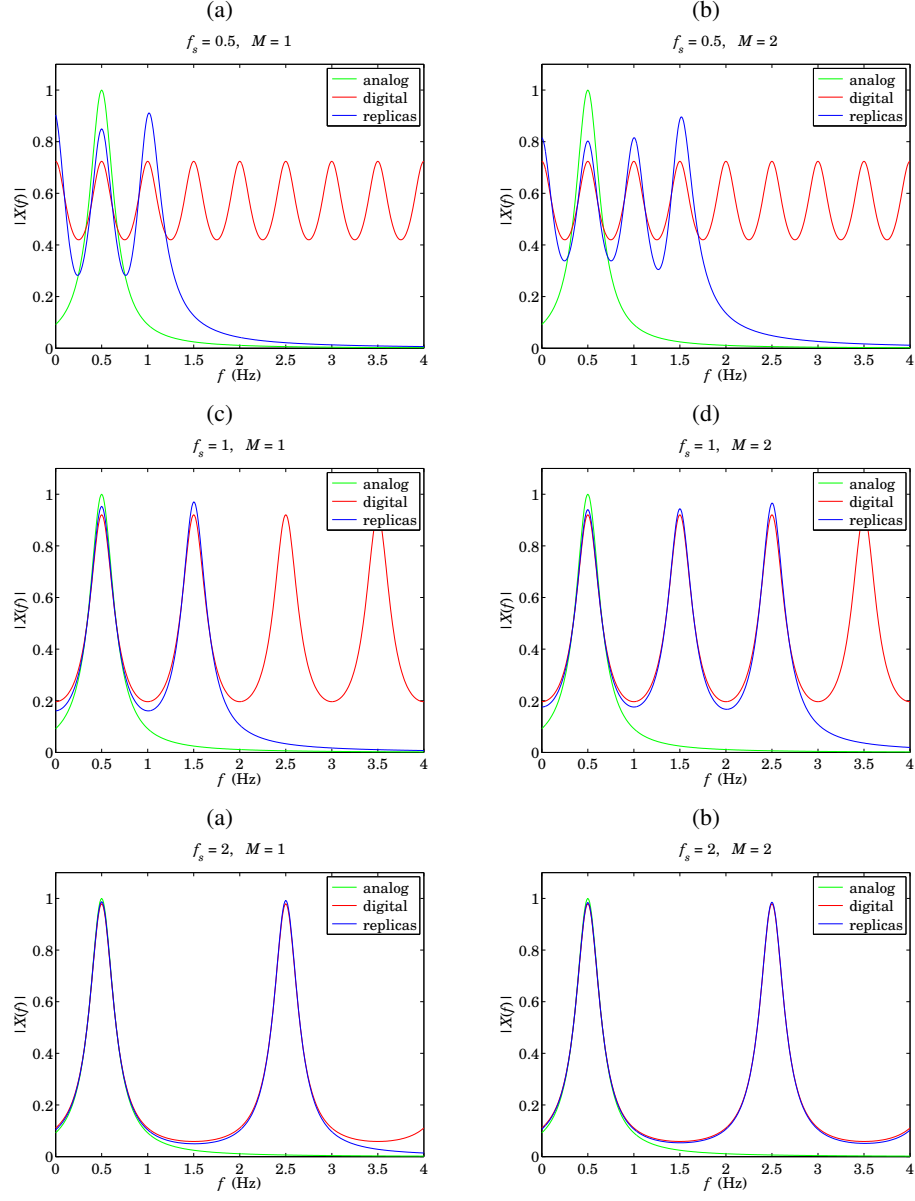 (a)
f_s = 0.5, M = 1
|X(f)|
1
0.8
0.6
0.4
0.2
0
analog
digital
replicas
0 0.5 1 1.5 2 2.5 3 3.5 4
f (Hz)
(b)
f_s = 0.5, M = 2
|X(f)|
1
0.8
0.6
0.4
0.2
0
analog
digital
replicas
0 0.5 1 1.5 2 2.5 3 3.5 4
f (Hz)
(c)
f_s = 1, M = 1
|X(f)|
1
0.8
0.6
0.4
0.2
0
analog
digital
replicas
0 0.5 1 1.5 2 2.5 3 3.5 4
f (Hz)
(d)
f_s = 1, M = 2
|X(f)|
1
0.8
0.6
0.4
0.2
0
analog
digital
replicas
0 0.5 1 1.5 2 2.5 3 3.5 4
f (Hz)
(a)
f_s = 2, M = 1
|X(f)|
1
0.8
0.6
0.4
0.2
0
analog
digital
replicas
0 0.5 1 1.5 2 2.5 3 3.5 4
f (Hz)
(b)
f_s = 2, M = 2
|X(f)|
1
0.8
0.6
0.4
0.2
0
analog
digital
replicas
0 0.5 1 1.5 2 2.5 3 3.5 4
f (Hz)